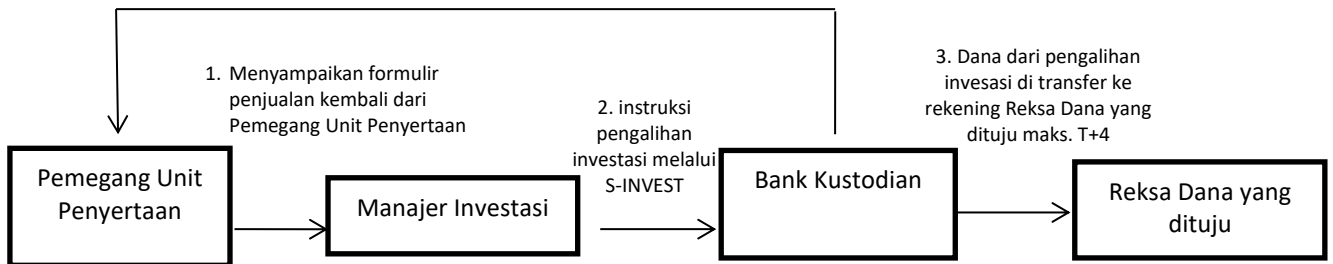 1. Menyampaikan formulir
penjualan kembali dari
Pemegang Unit Penyertaan
2. instruksi
pengalihan
investasi melalui
S-INVEST
3. Dana dari pengalihan
invesasi di transfer ke
rekening Reksa Dana yang
dituju maks. T+4
Pemegang Unit
Penyertaan
Manajer Investasi
Bank Kustodian
Reksa Dana yang
dituju